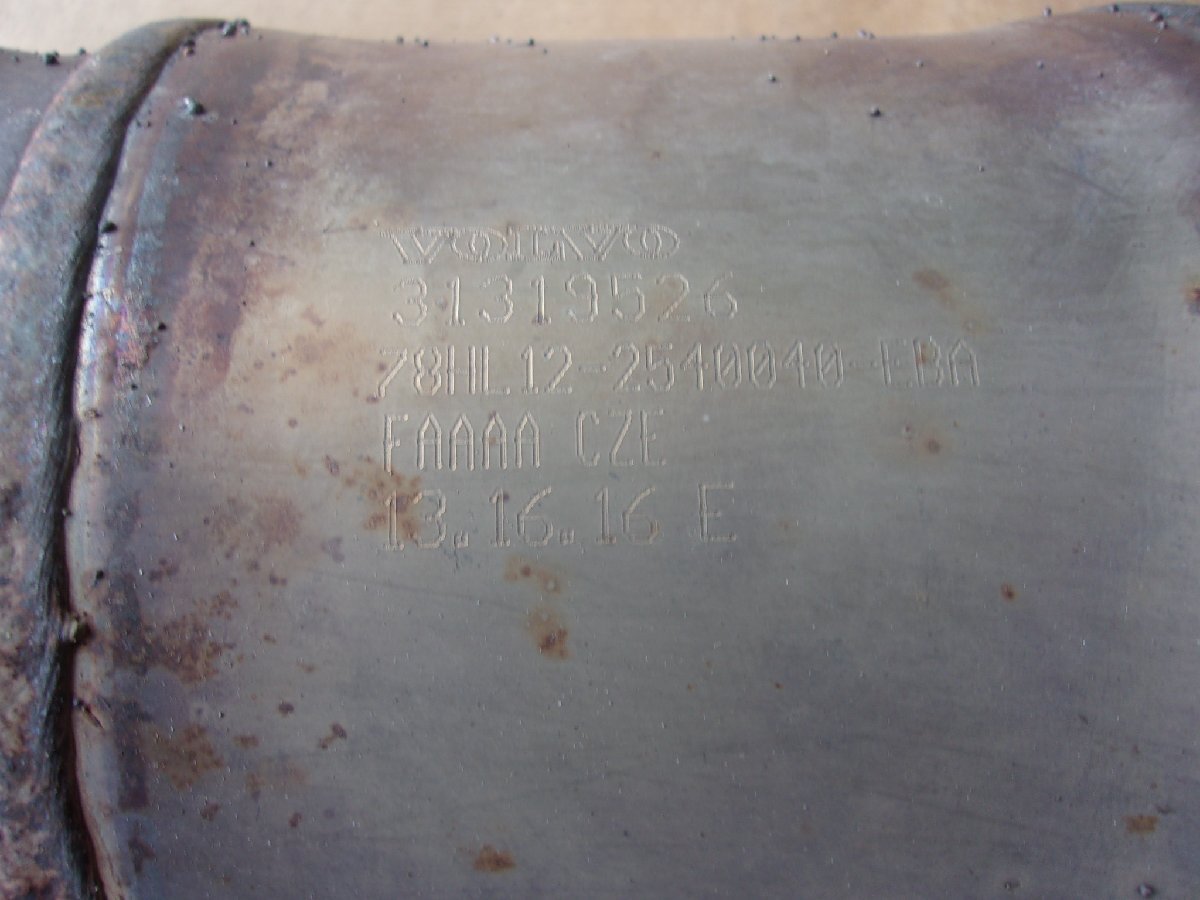 VOLVO
31319526
78HL12-2540040-EBA
FAAAA CZE
13.16.16 E